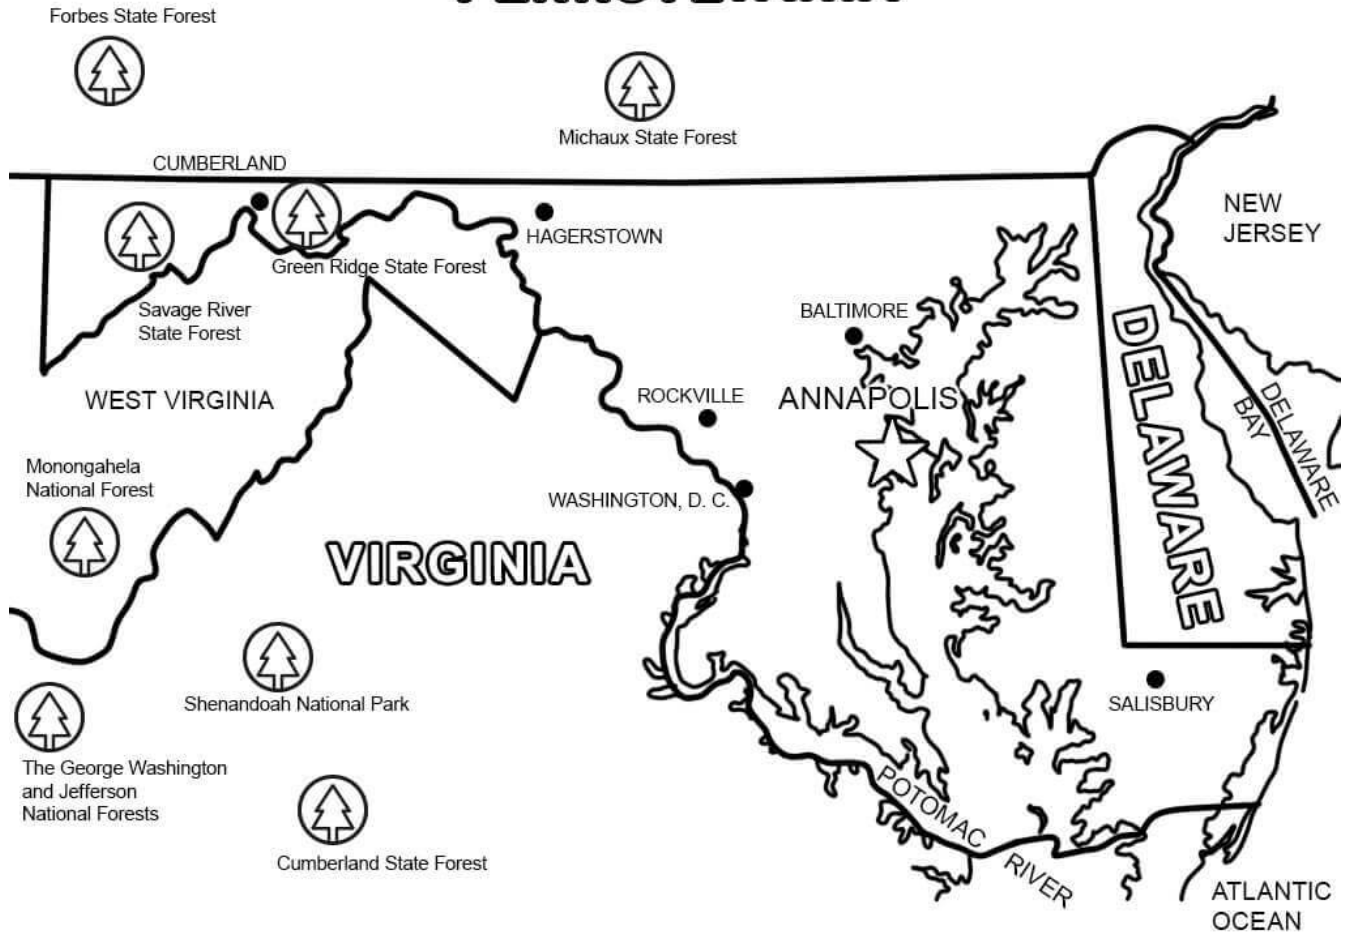 Forbes State Forest
Michaux State Forest
CUMBERLAND
NEW
JERSEY
HAGERSTOWN
Green Ridge State Forest
Savage River
State Forest
BALTIMORE
DELAWARE
WEST VIRGINIA
ROCKVILLE
ANNAPOLIS
DELAWARE
BAY
Monongahela
National Forest
WASHINGTON, D. C.
VIRGINIA
Shenandoah National Park
SALISBURY
The George Washington
and Jefferson
National Forests
POTOMAC
RIVER
Cumberland State Forest
ATLANTIC
OCEAN